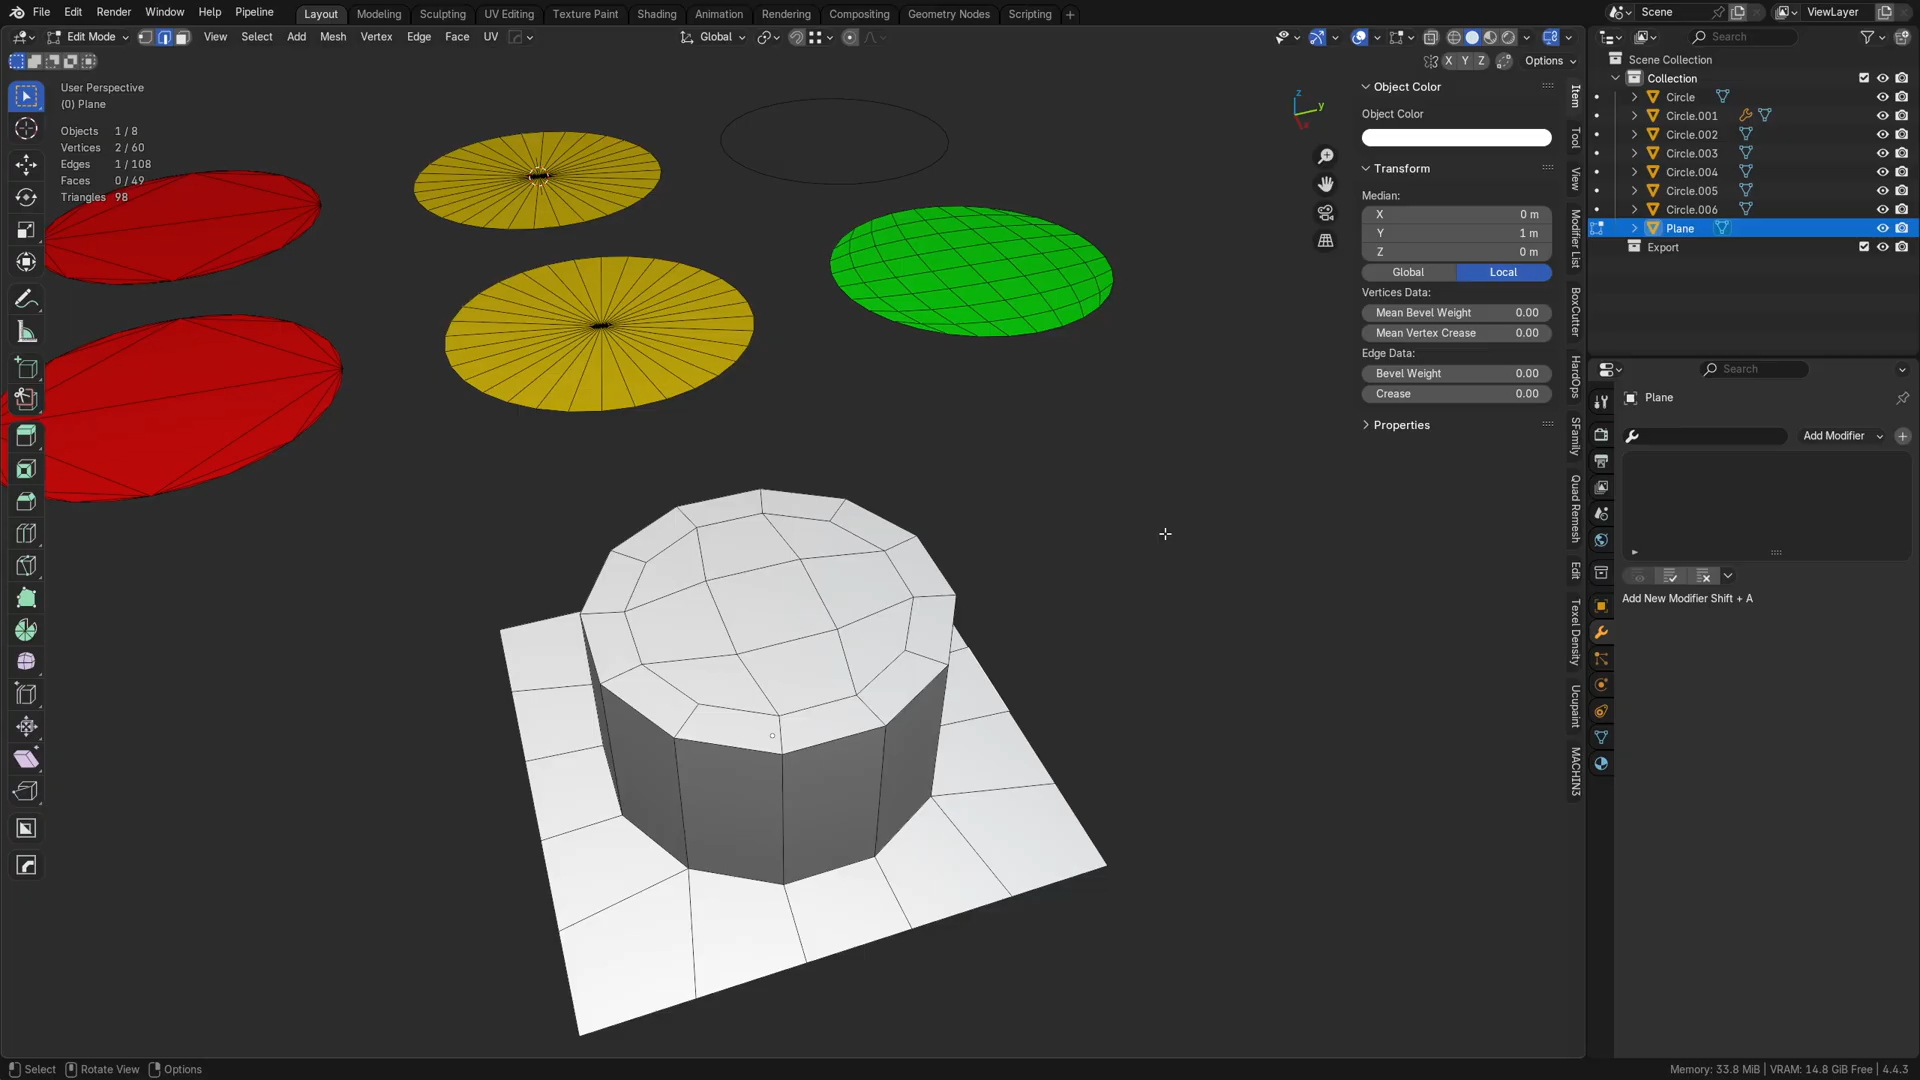 File Edit Render Window Help Pipeline Layout Modeling Sculpting UV Editing Texture Paint Shading Animation Rendering Compositing Geometry Nodes Scripting + Scene ViewLayer
Edit Mode View Select Add Mesh Vertex Edge Face UV Global Search
X Y Z Options
User Perspective
(0) Plane
Objects 1 / 8
Vertices 2 / 60
Edges 1 / 108
Faces 0 / 49
Triangles 98
z
y
Object Color
Object Color
Transform
Median:
X 0 m
Y 1 m
Z 0 m
Global Local
Vertices Data:
Mean Bevel Weight 0.00
Mean Vertex Crease 0.00
Edge Data:
Bevel Weight 0.00
Crease 0.00
Properties
Item
Tool
View
Modifier List
BoxCutter
HardOps
SFamily
Quad Remesh
Edit
Texel Density
Ucupaint
MACHIN3
Scene Collection
Collection
Circle
Circle.001
Circle.002
Circle.003
Circle.004
Circle.005
Circle.006
Plane
Export
Search
Plane
Add Modifier
Add New Modifier Shift + A
Select Rotate View Options Memory: 33.8 MiB | VRAM: 14.8 GiB Free | 4.4.3